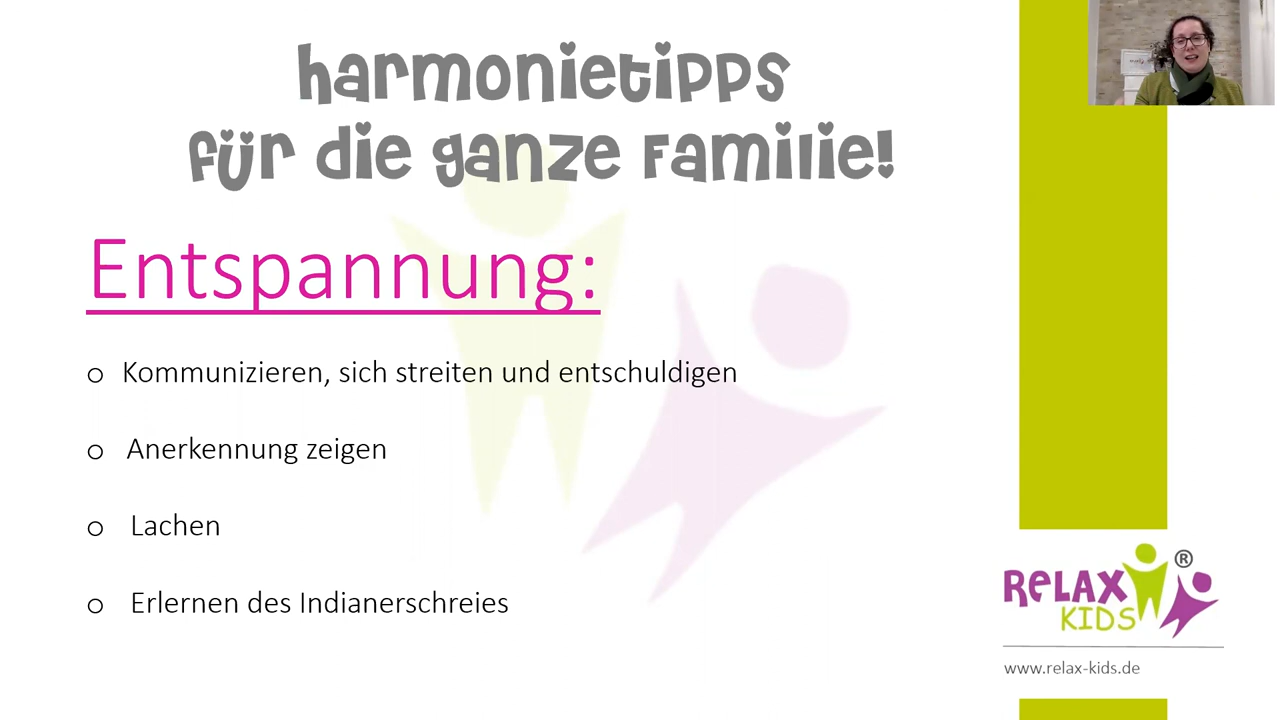 Harmonietipps
für die ganze Familie!
Entspannung:
o Kommunizieren, sich streiten und entschuldigen
o Anerkennung zeigen
o Lachen
o Erlernen des Indianerschreies
RELAX ®
KIDS
www.relax-kids.de